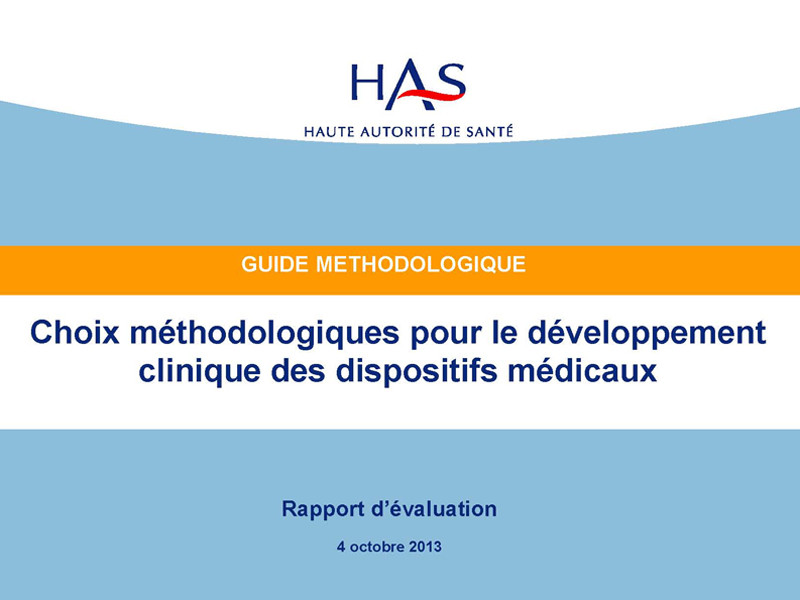 HAS
HAUTE AUTORITÉ DE SANTÉ
GUIDE METHODOLOGIQUE
Choix méthodologiques pour le développement
clinique des dispositifs médicaux
Rapport d’évaluation
4 octobre 2013